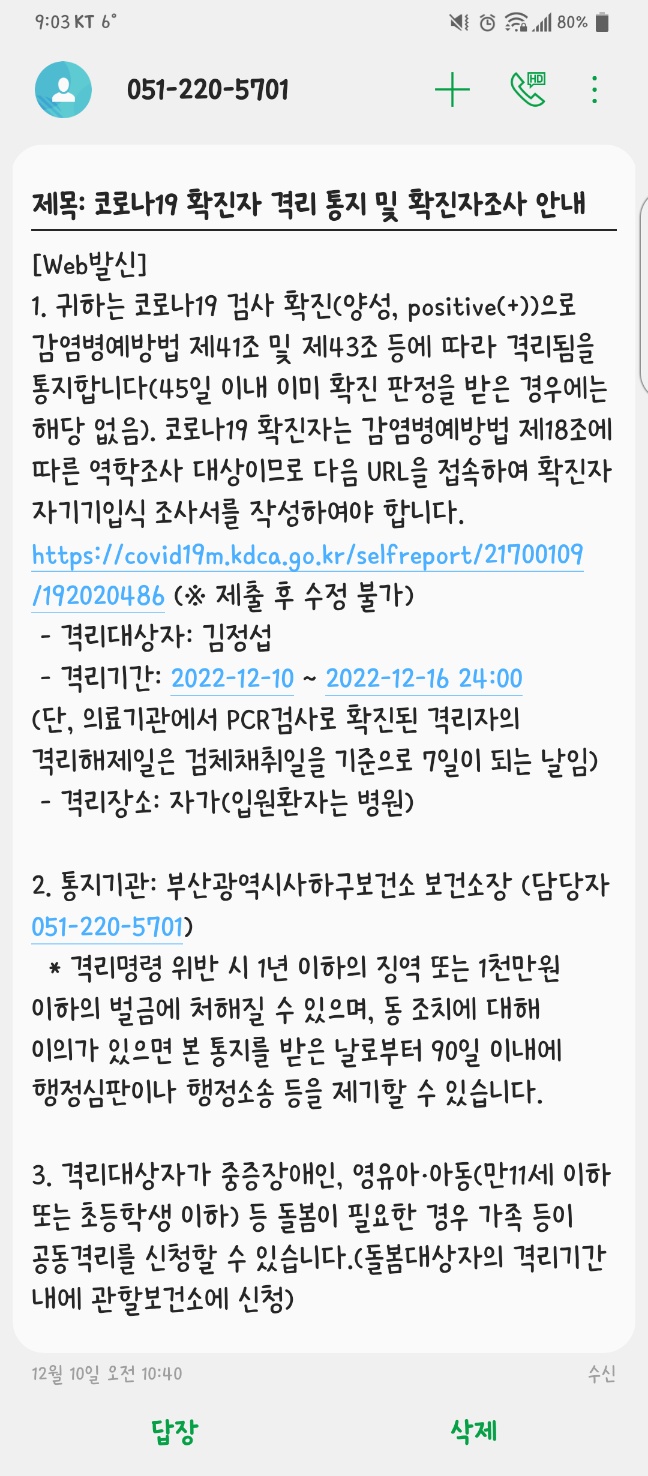 9:03 KT 6°
80%
051-220-5701
HD
제목: 코로나19 확진자 격리 통지 및 확진자조사 안내
[Web발신]
1. 귀하는 코로나19 검사 확진(양성, positive(+))으로
감염병예방법 제41조 및 제43조 등에 따라 격리됨을
통지합니다(45일 이내 이미 확진 판정을 받은 경우에는
해당 없음). 코로나19 확진자는 감염병예방법 제18조에
따른 역학조사 대상이므로 다음 URL을 접속하여 확진자
자기기입식 조사서를 작성하여야 합니다.
https://covid19m.kdca.go.kr/selfreport/21700109
/192020486 (※ 제출 후 수정 불가)
- 격리대상자: 김정섭
- 격리기간: 2022-12-10 ~ 2022-12-16 24:00
(단, 의료기관에서 PCR검사로 확진된 격리자의
격리해제일은 검체채취일을 기준으로 7일이 되는 날임)
- 격리장소: 자가(입원환자는 병원)
2. 통지기관: 부산광역시사하구보건소 보건소장 (담당자
051-220-5701)
* 격리명령 위반 시 1년 이하의 징역 또는 1천만원
이하의 벌금에 처해질 수 있으며, 동 조치에 대해
이의가 있으면 본 통지를 받은 날로부터 90일 이내에
행정심판이나 행정소송 등을 제기할 수 있습니다.
3. 격리대상자가 중증장애인, 영유아·아동(만11세 이하
또는 초등학생 이하) 등 돌봄이 필요한 경우 가족 등이
공동격리를 신청할 수 있습니다.(돌봄대상자의 격리기간
내에 관할보건소에 신청)
12월 10일 오전 10:40
수신
답장
삭제